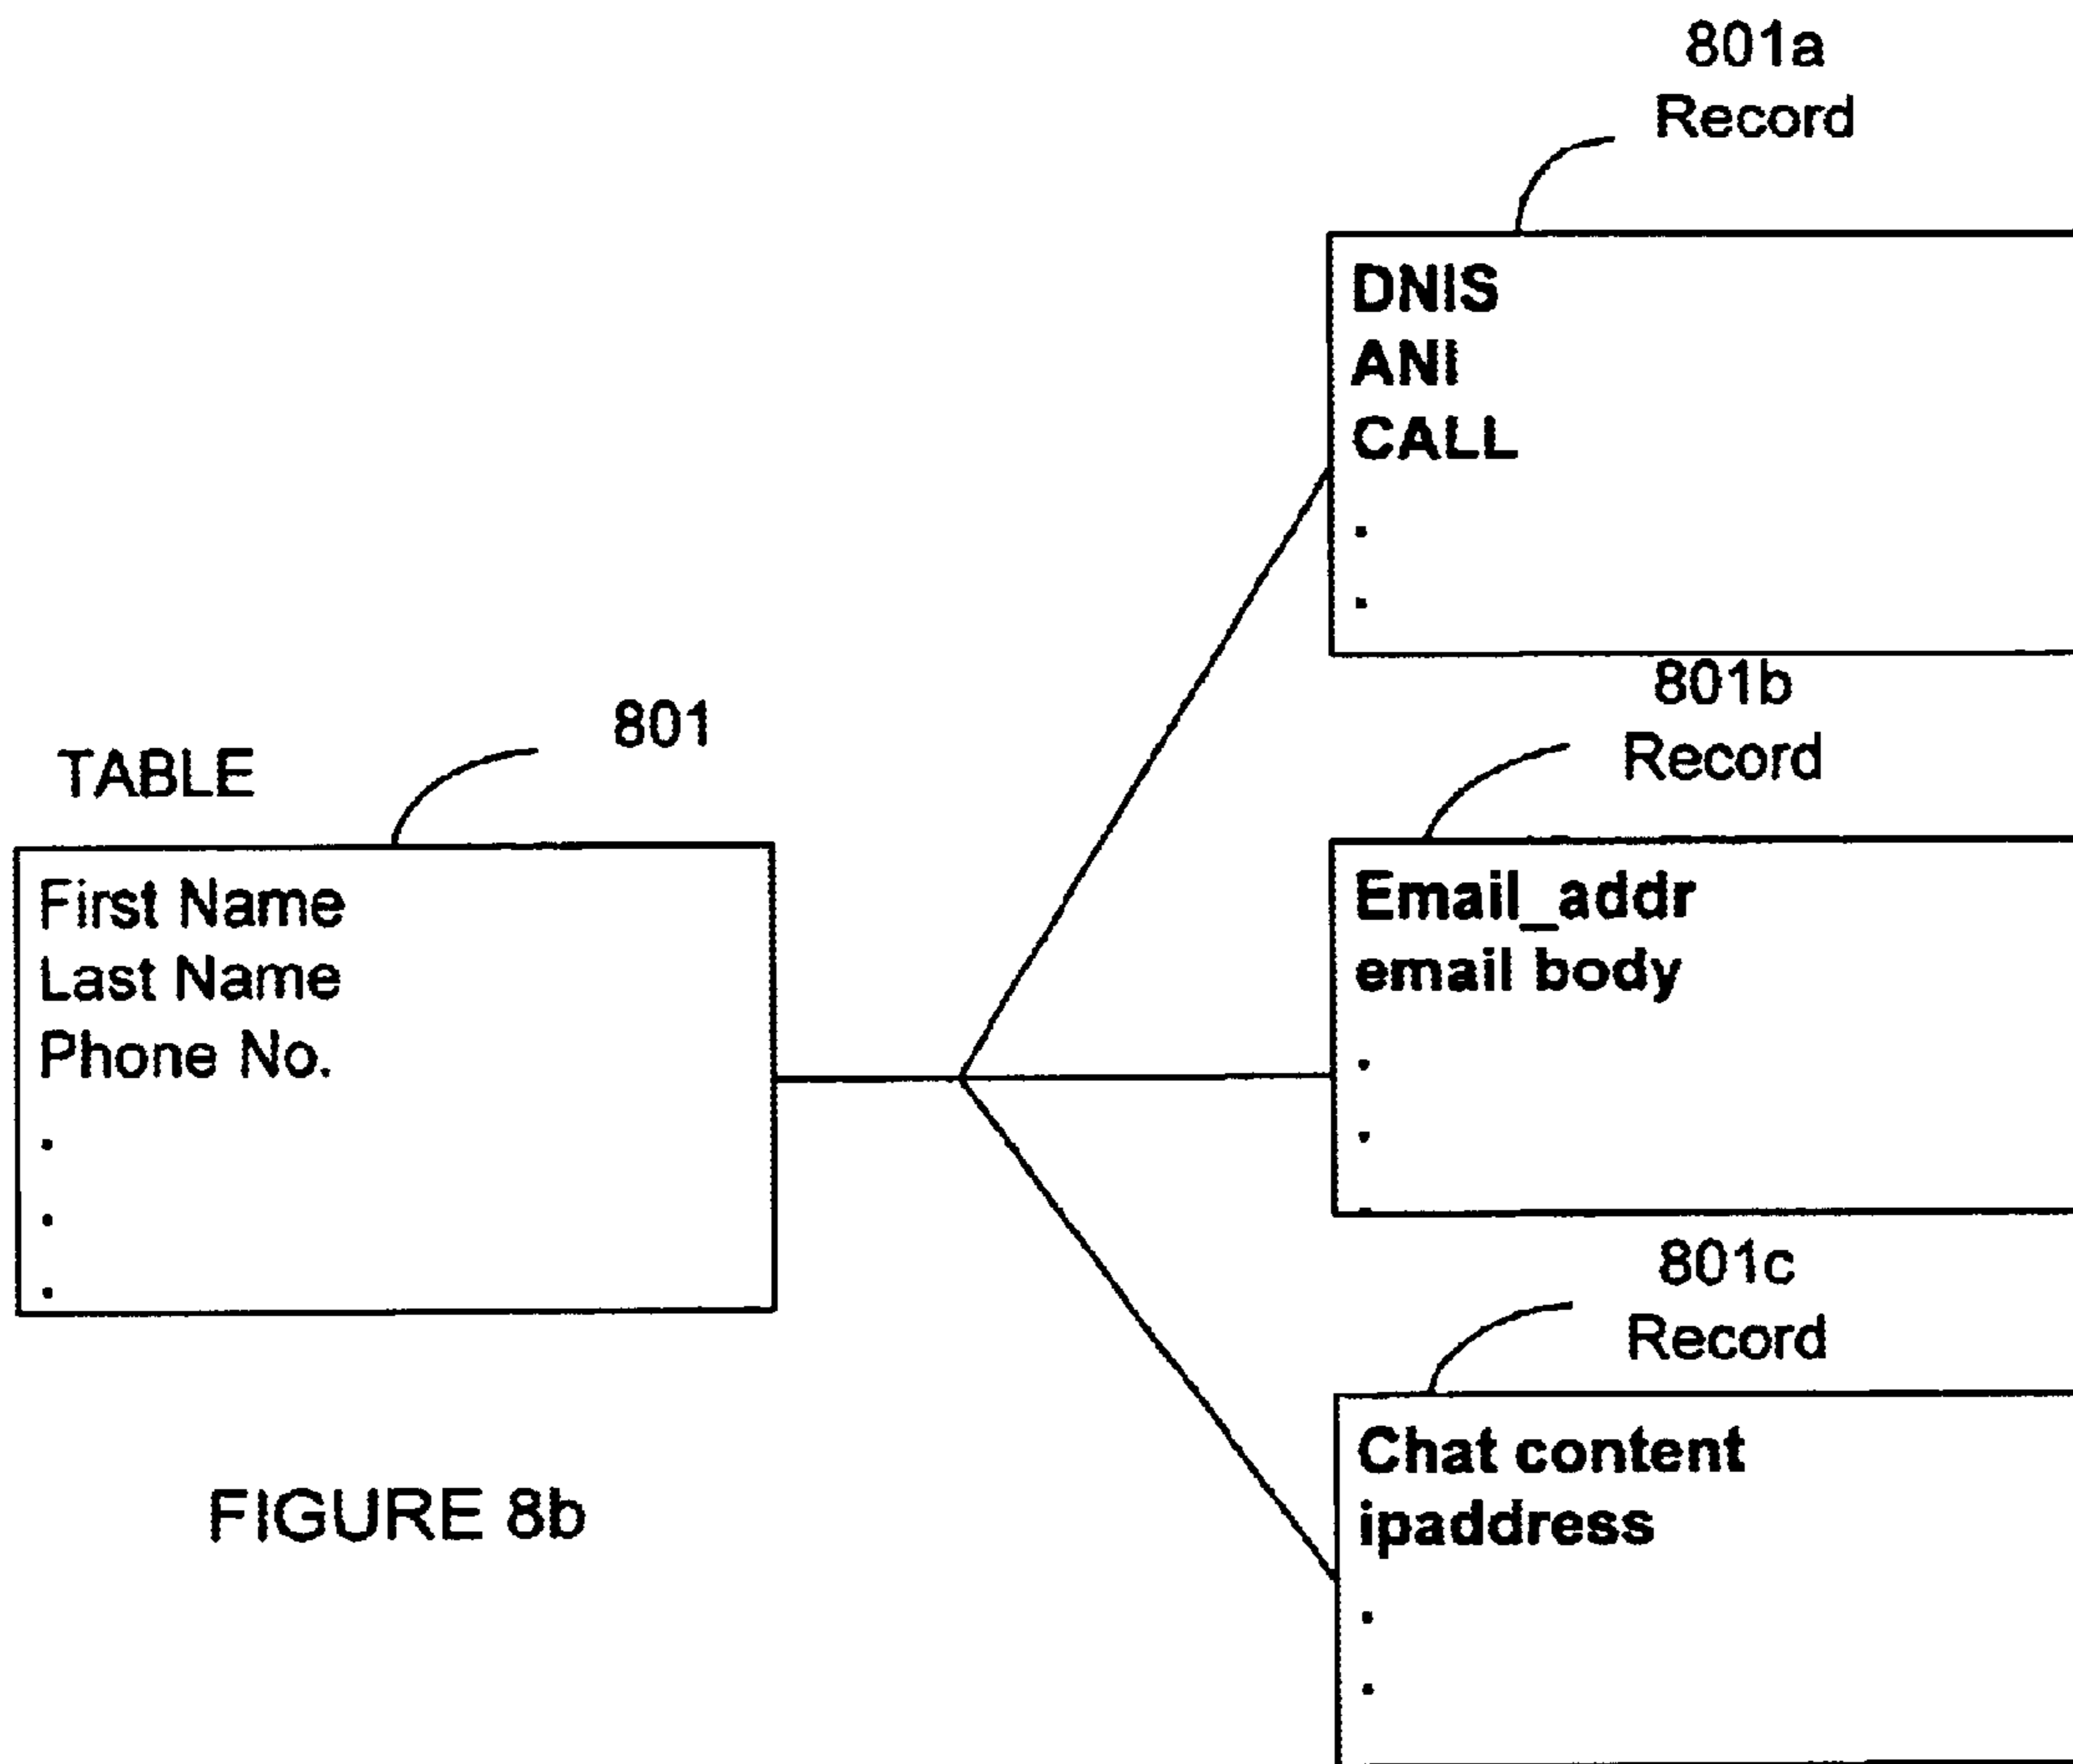 801a
Record
DNIS
ANI
CALL
.
.
801b
Record
801
TABLE
First Name
Last Name
Phone No.
.
.
.
Email_addr
email body
.
.
.
801c
Record
Chat content
ipaddress
.
.
FIGURE 8b